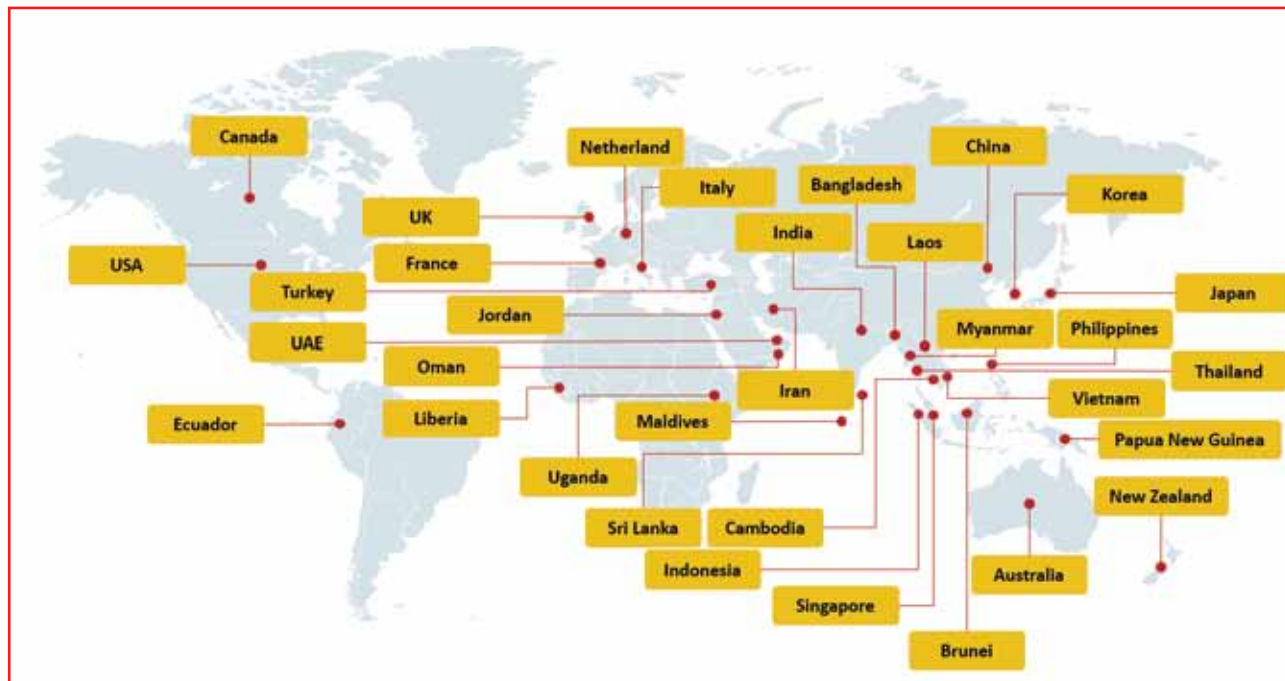 Canada
Netherland
China
Italy
Bangladesh
Korea
UK
India
Laos
USA
France
Turkey
Japan
Jordan
Myanmar
Philippines
UAE
Oman
Thailand
Iran
Vietnam
Ecuador
Liberia
Maldives
Papua New Guinea
Uganda
New Zealand
Sri Lanka
Cambodia
Indonesia
Australia
Singapore
Brunei